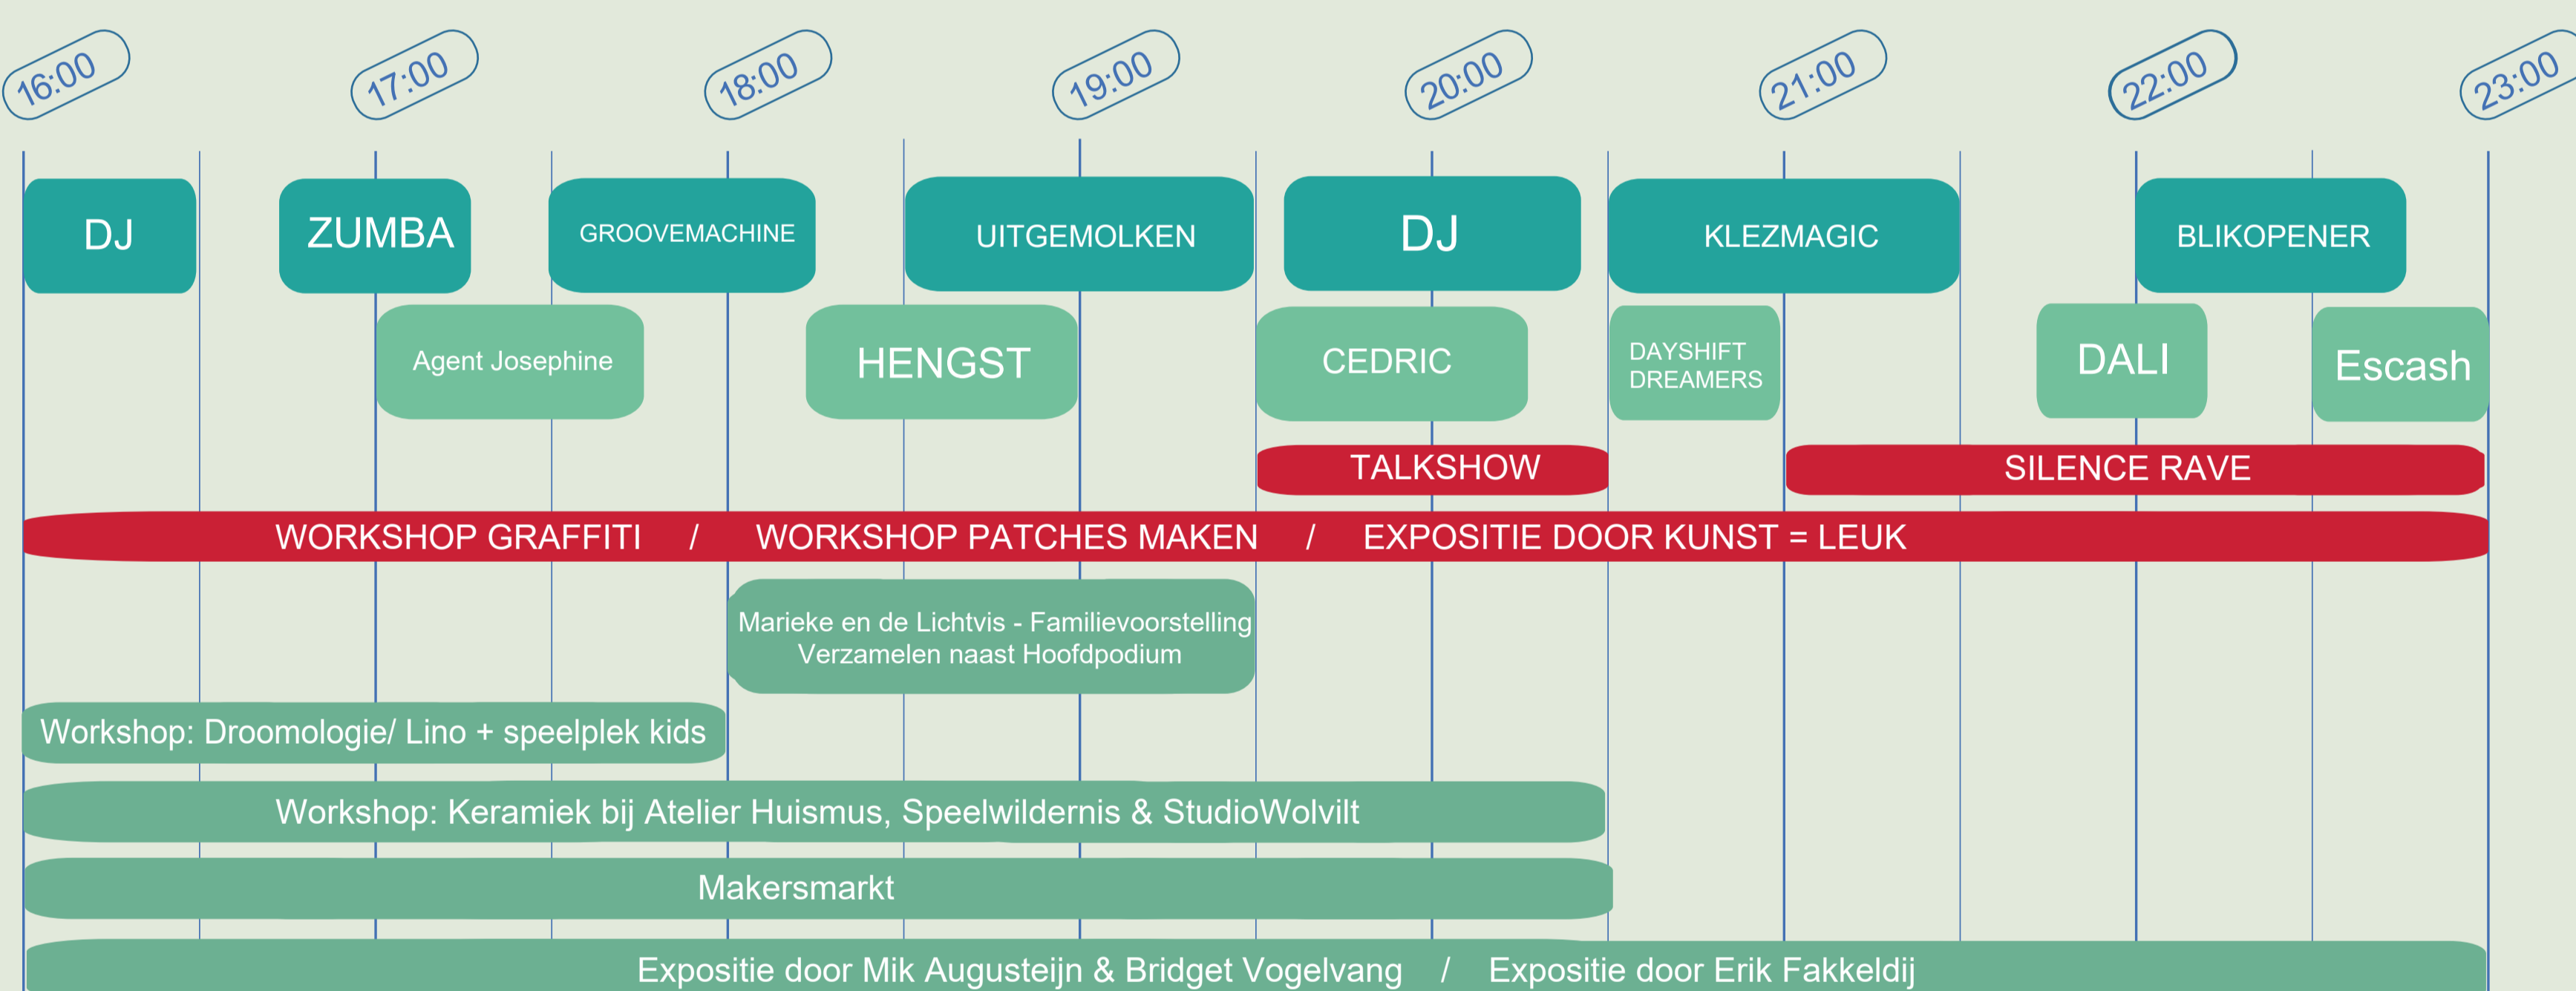 16:00 17:00 18:00 19:00 20:00 21:00 22:00 23:00
DJ ZUMBA GROOVEMACHINE UITGEMOLKEN DJ KLEZMAGIC BLIKOPENER
Agent Josephine HENGST CEDRIC DAYSHIFT DALI Escash
DREAMERS
TALKSHOW SILENCE RAVE
WORKSHOP GRAFFITI / WORKSHOP PATCHES MAKEN / EXPOSITIE DOOR KUNST = LEUK
Marieke en de Lichtvis - Familievoorstelling
Verzamelen naast Hoofdpodium
Workshop: Droomologie/ Lino + speelplek kids
Workshop: Keramiek bij Atelier Huismus, Speelwildernis & StudioWolvilt
Makersmarkt
Expositie door Mik Augusteijn & Bridget Vogelvang / Expositie door Erik Fakkeldij